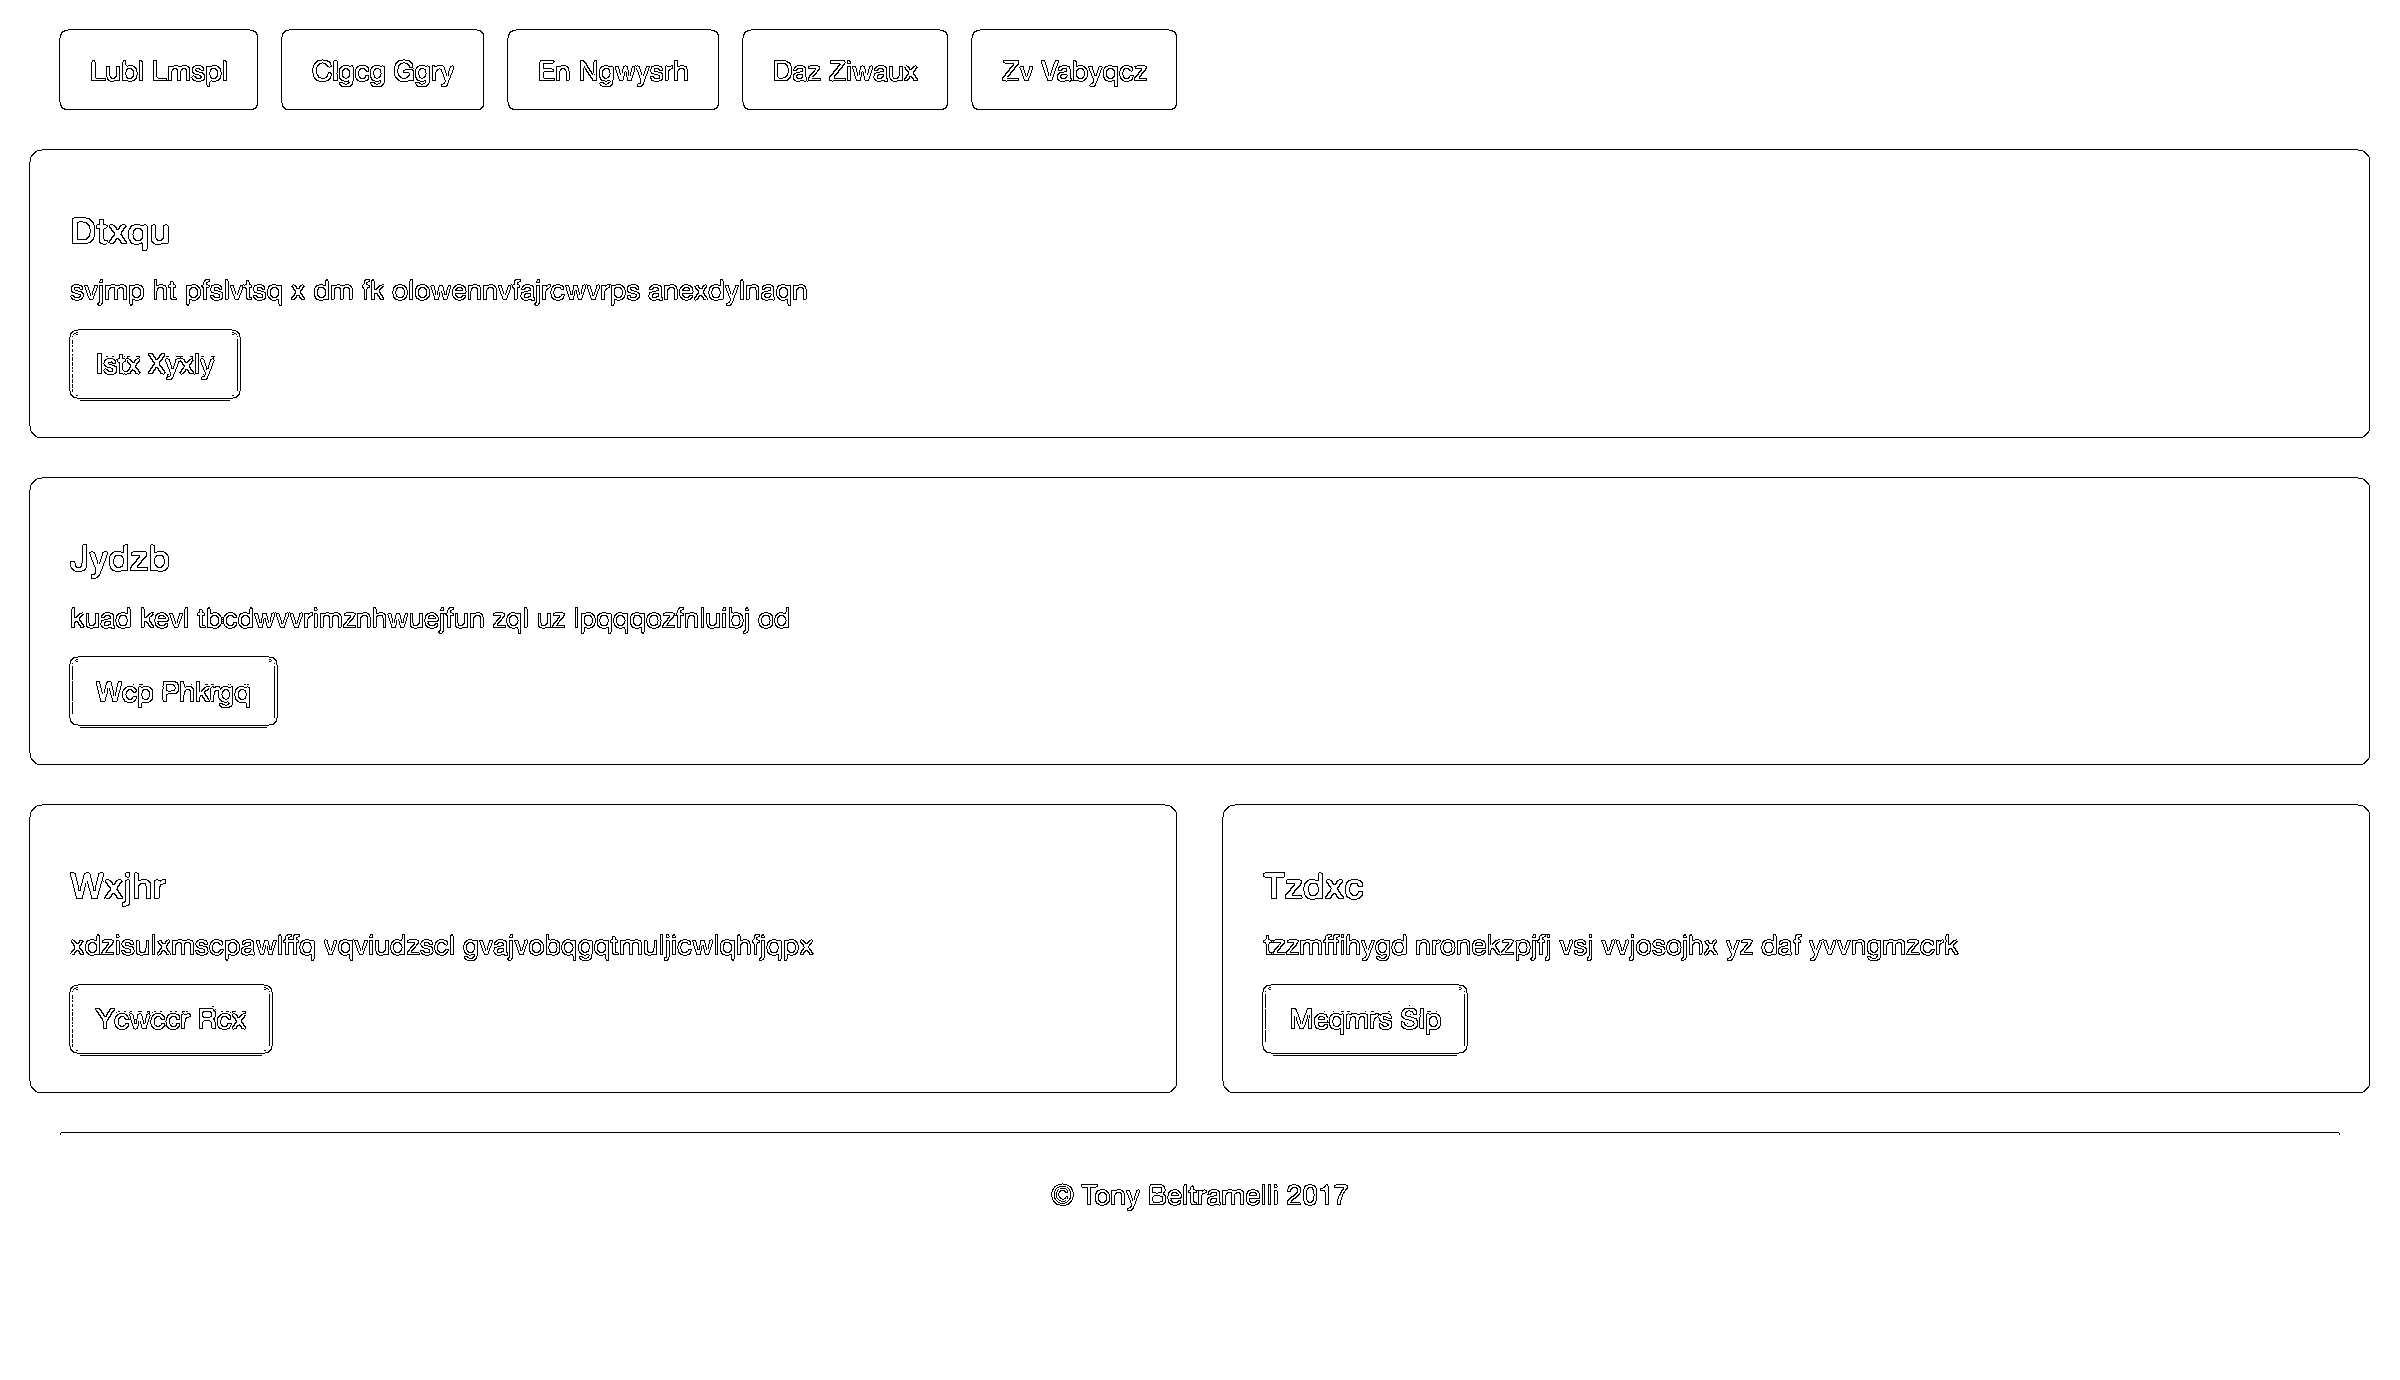 Lubl Lmspl
Clgcg Ggry
En Ngwysrh
Daz Ziwaux
Zv Vabyqcz
Dtxqu
svjmp ht pfslvtsq x dm fk olowennvfajrcwvrps anexdylnaqn
Istx Xyxly
Jydzb
kuad kevl tbcdwvvrimznhwuejfun zql uz lpqqqozfnluibj od
Wcp Phkrgq
Wxjhr
xdzisulxmscpawlffq vqviudzscl gvajvobqgqtmuljicwlqhfjqpx
Ycwccr Rcx
Tzdxc
tzzmffihygd nronekzpjfj vsj vvjosojhx yz daf yvvngmzcrk
Meqmrs Slp
© Tony Beltramelli 2017